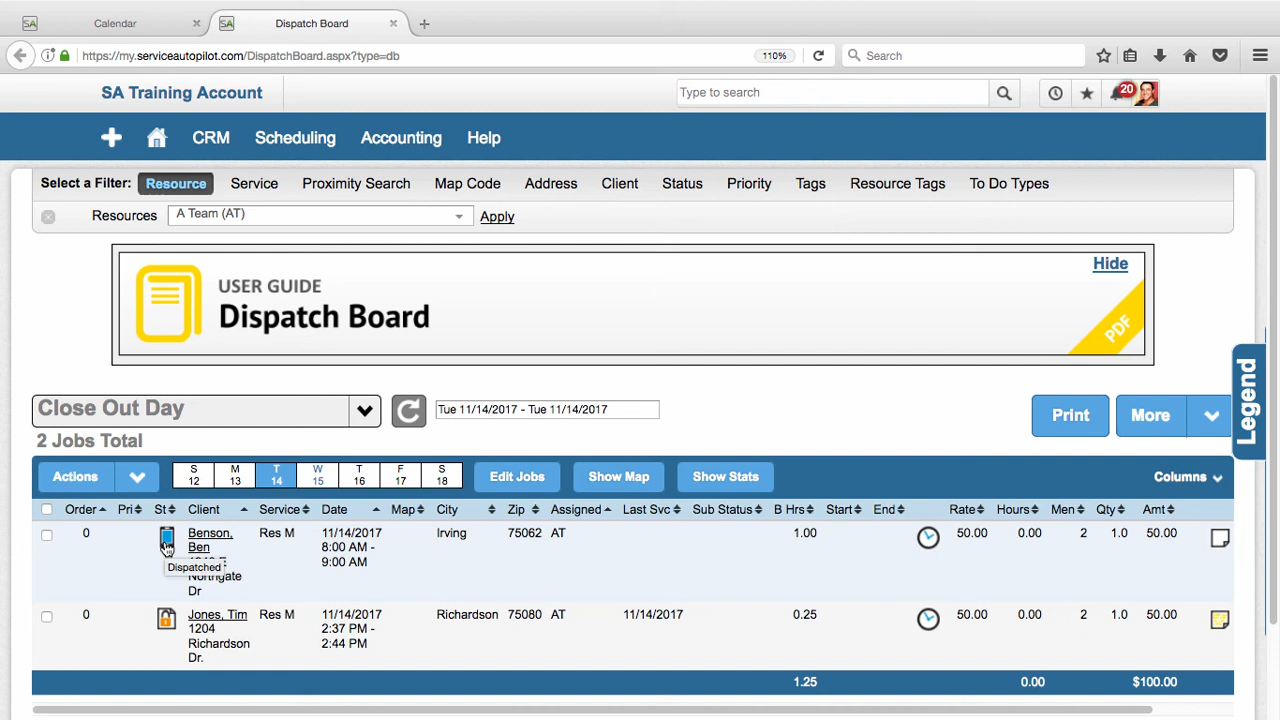 Calendar
Dispatch Board
https://my.serviceautopilot.com/DispatchBoard.aspx?type=db
110%
Search
SA Training Account
Type to search
20
CRM Scheduling Accounting Help
Select a Filter: Resource Service Proximity Search Map Code Address Client Status Priority Tags Resource Tags To Do Types
Resources A Team (AT) Apply
Hide
USER GUIDE
Dispatch Board
PDF
Legend
Close Out Day
Tue 11/14/2017 - Tue 11/14/2017
Print More
2 Jobs Total
Actions
S M T W T F S
12 13 14 15 16 17 18
Edit Jobs Show Map Show Stats Columns
Order Pri St Client Service Date Map City Zip Assigned Last Svc Sub Status B Hrs Start End Rate Hours Men Qty Amt
0 Benson, Res M 11/14/2017 Irving 75062 AT 1.00 50.00 0.00 2 1.0 50.00
Ben 8:00 AM -
9:00 AM
Dispatched
Northgate
Dr
0 Jones, Tim Res M 11/14/2017 Richardson 75080 AT 11/14/2017 0.25 50.00 0.00 2 1.0 50.00
1204 2:37 PM -
Richardson 2:44 PM
Dr.
1.25 0.00 $100.00